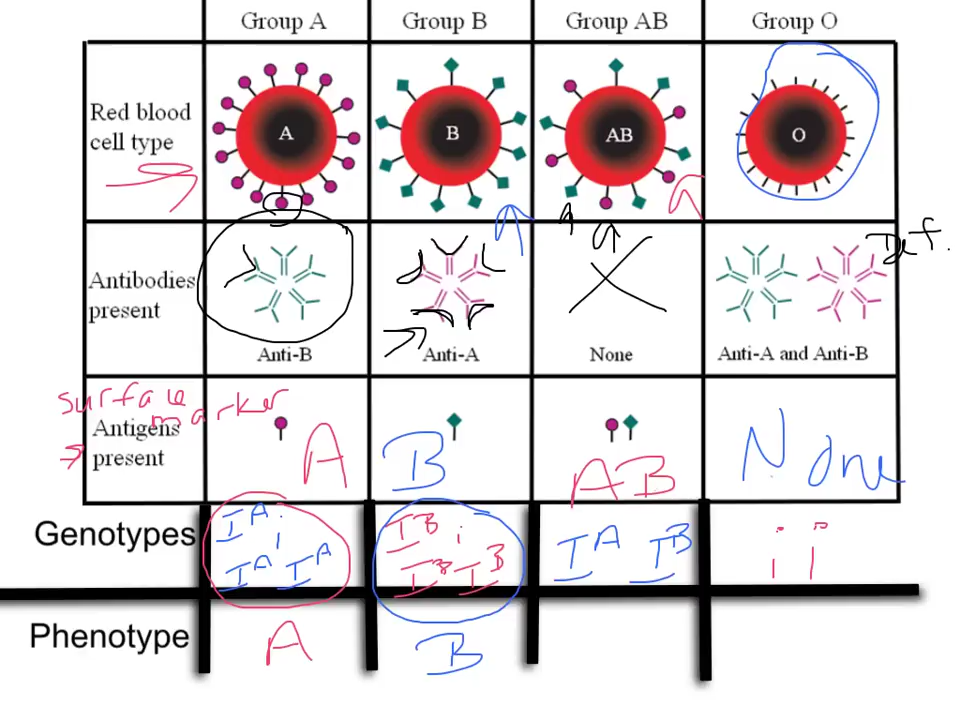 Group A Group B Group AB Group O
Red blood
cell type
A B AB O
Def.
Antibodies
present
Anti-B Anti-A None Anti-A and Anti-B
surface
marker
Antigens
present
A B AB None
Genotypes
I^A i I^B i I^A I^B i i
I^A I^A I^B I^B
Phenotype A B